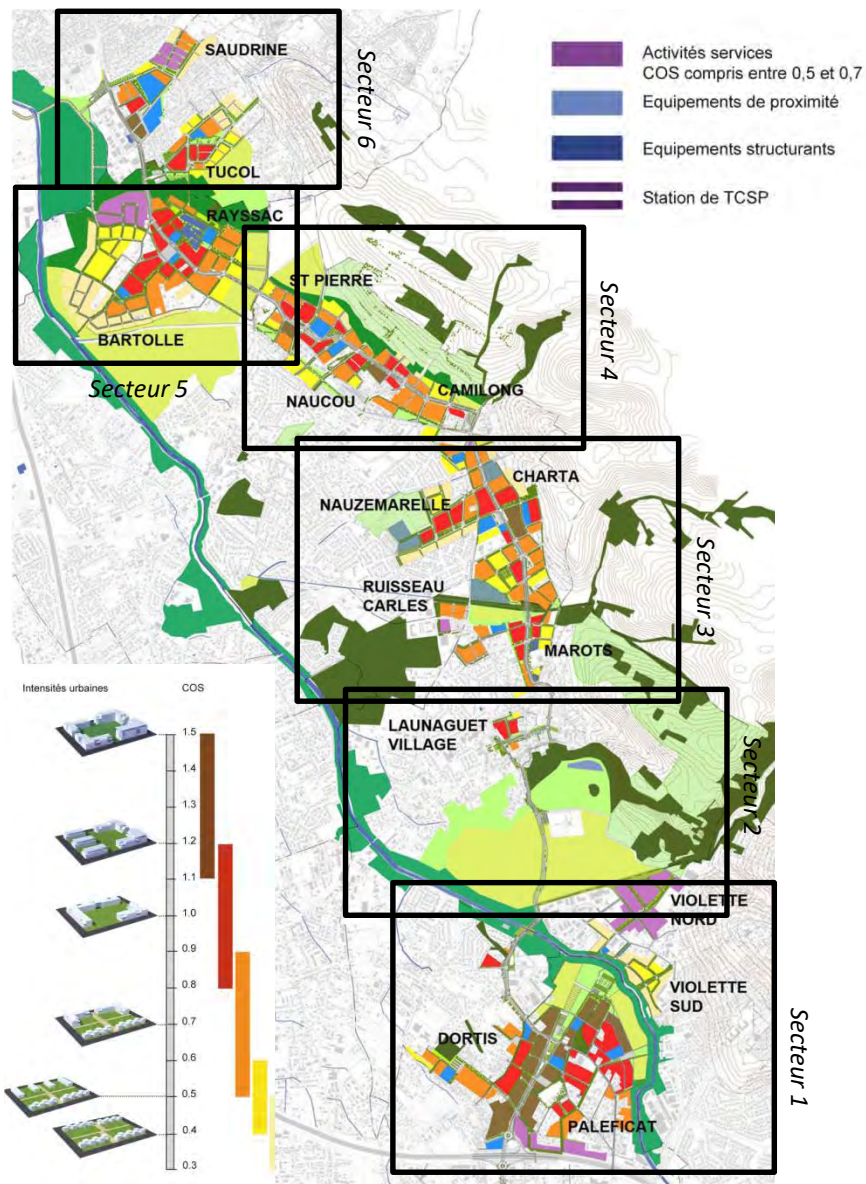 SAUDRINE
Secteur 6
TUCOL
RAYSSAC
BARTOLLE
Secteur 5
ST PIERRE
NAUCOU
CAMILONG
Secteur 4
CHARTA
NAUZEMARELLE
RUISSEAU
CARLES
MAROTS
Secteur 3
LAUNAGUET
VILLAGE
Secteur 2
VIOLETTE
NORD
VIOLETTE
SUD
DORTIS
PALEFICAT
Secteur 1
Activités services
COS compris entre 0,5 et 0,7
Equipements de proximité
Equipements structurants
Station de TCSP
Intensités urbaines
COS
1.5
1.4
1.3
1.2
1.1
1.0
0.9
0.8
0.7
0.6
0.5
0.4
0.3